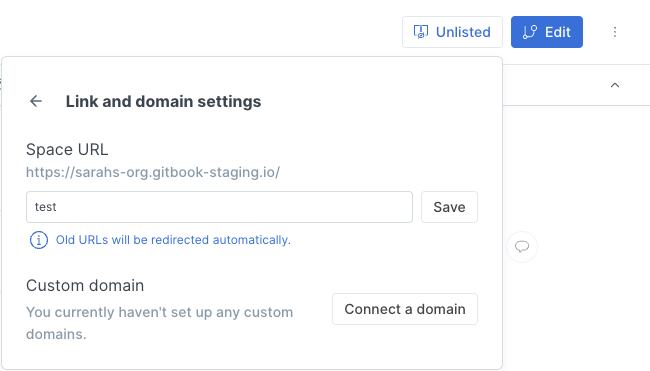 Unlisted
Edit
Link and domain settings
Space URL
https://sarahs-org.gitbook-staging.io/
test
Save
Old URLs will be redirected automatically.
Custom domain
You currently haven't set up any custom
domains.
Connect a domain